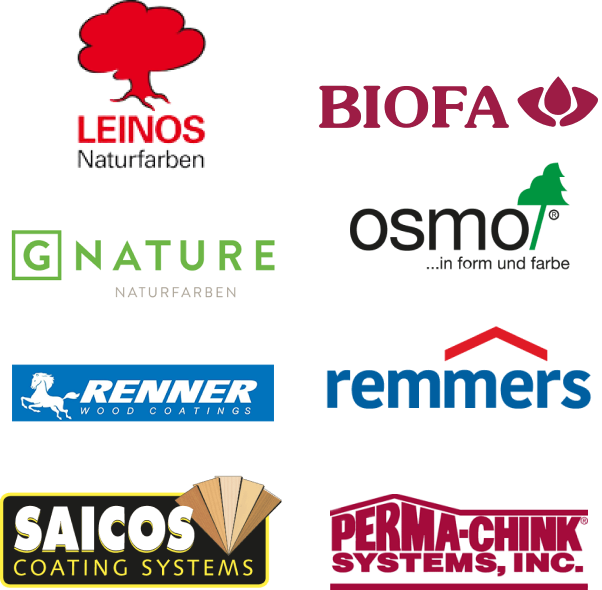 LEINOS
Naturfarben
BIOFA
G NATURE
NATURFARBEN
osmo®
...in form und farbe
RENNER
WOOD COATINGS
remmers
SAICOS
COATING SYSTEMS
PERMA-CHINK®
SYSTEMS, INC.